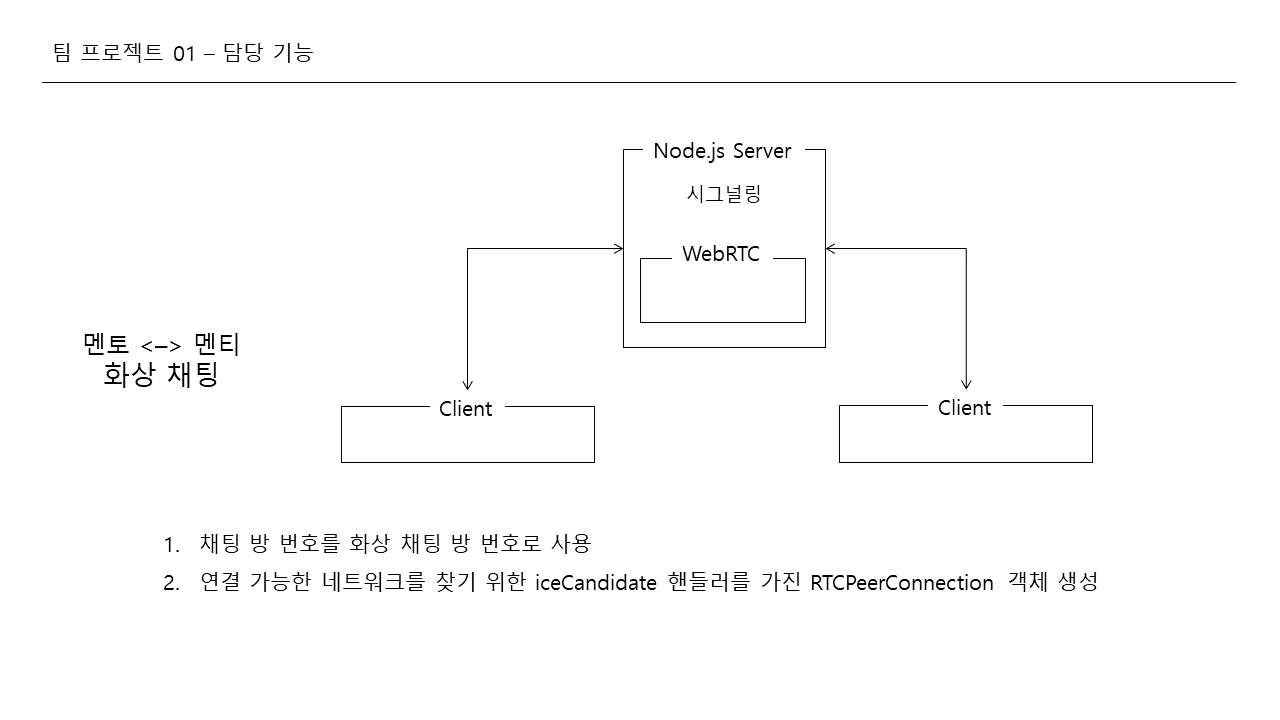 팀 프로젝트 01 – 담당 기능
Node.js Server
시그널링
WebRTC
멘토 <–> 멘티
화상 채팅
Client
Client
1. 채팅 방 번호를 화상 채팅 방 번호로 사용
2. 연결 가능한 네트워크를 찾기 위한 iceCandidate 핸들러를 가진 RTCPeerConnection 객체 생성